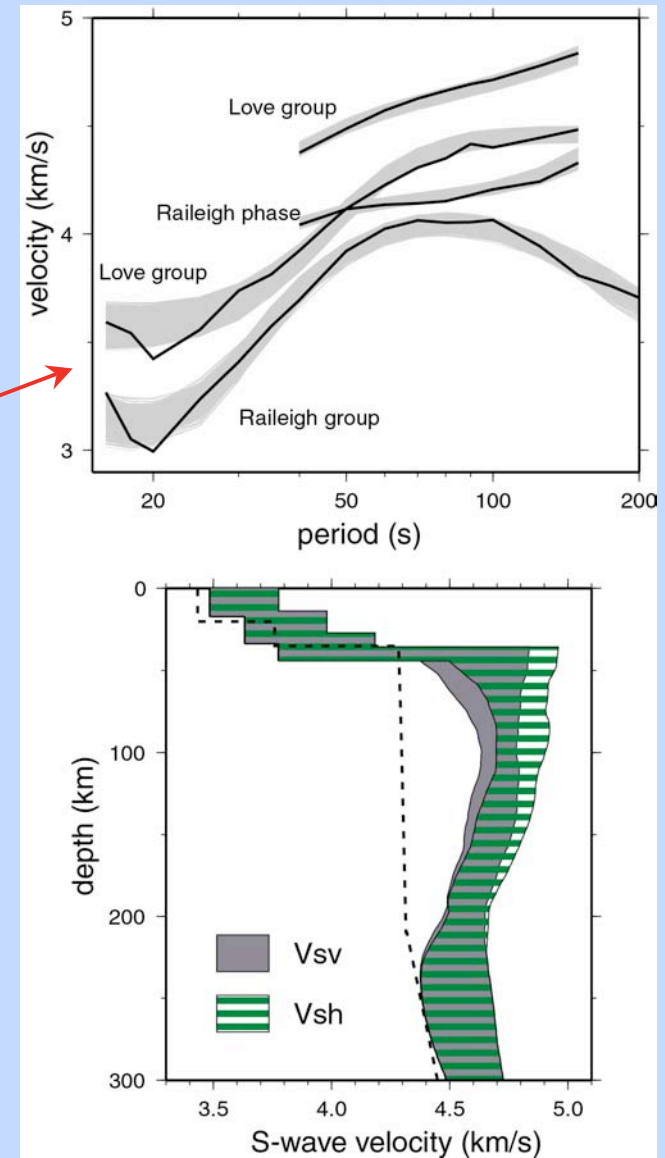 5
Love group
Raileigh phase
4
Love group
3
Raileigh group
20
50
100
200
velocity (km/s)
period (s)
0
100
200
300
Vsv
Vsh
3.5
4.0
4.5
5.0
depth (km)
S-wave velocity (km/s)